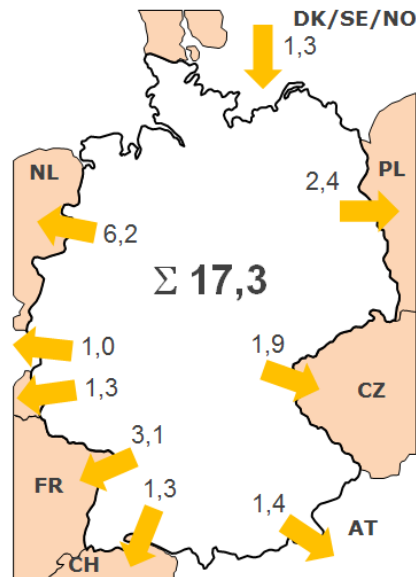 DK/SE/NO
1,3
NL
PL
2,4
6,2
Σ 17,3
1,0
1,9
1,3
CZ
3,1
FR
1,3
1,4
AT
CH